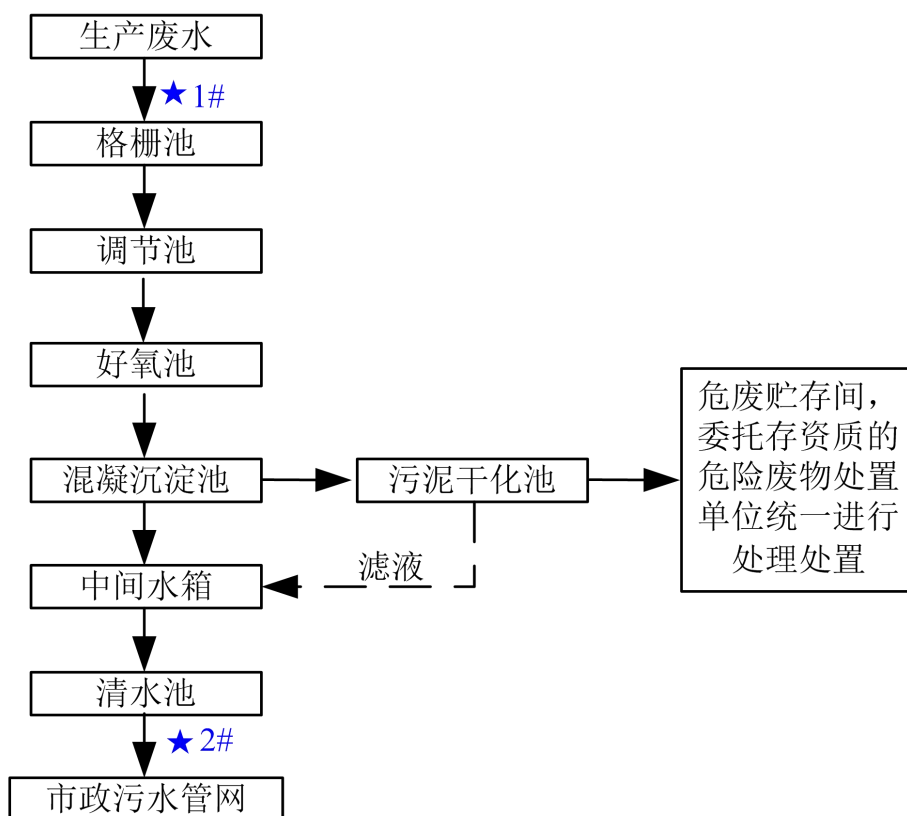 生产废水
★1#
格栅池
调节池
好氧池
混凝沉淀池
污泥干化池
危废贮存间，
委托存资质的
危险废物处置
单位统一进行
处理处置
滤液
中间水箱
清水池
★2#
市政污水管网